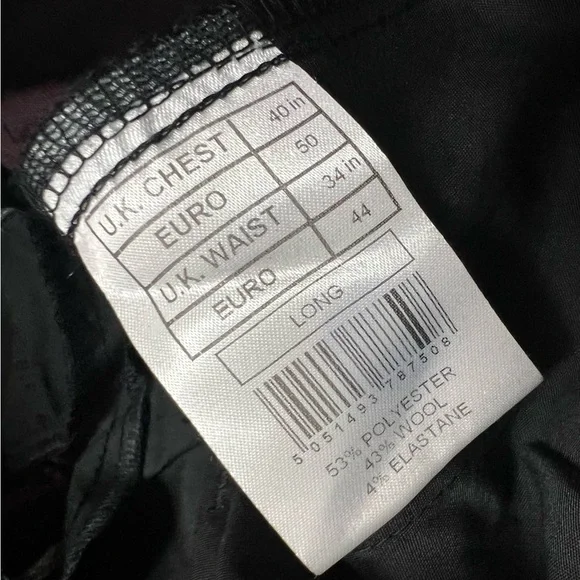 U.K. CHEST 40 in
EURO 50
U.K. WAIST 34 in
EURO 44
LONG
5 051493 787508
53% POLYESTER
43% WOOL
4% ELASTANE